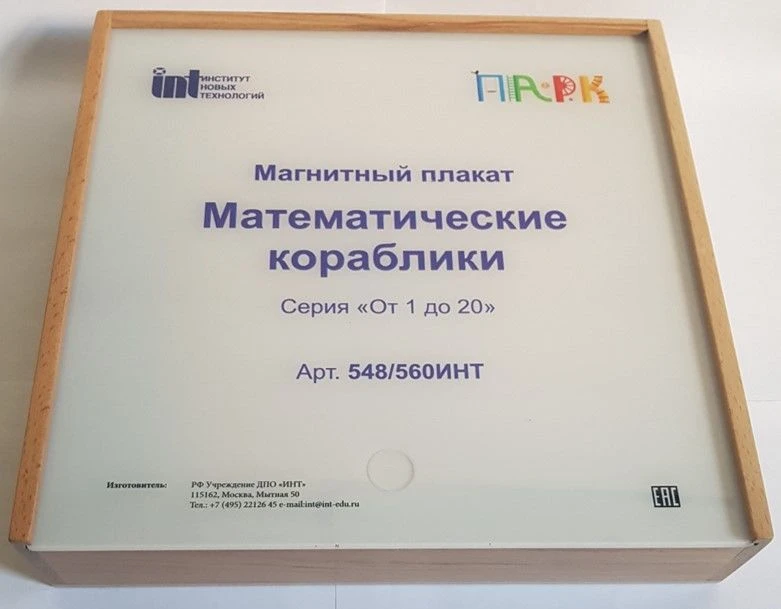 int ИНСТИТУТ
НОВЫХ
ТЕХНОЛОГИЙ
ПАРК
Магнитный плакат
Математические
кораблики
Серия «От 1 до 20»
Арт. 548/560ИНТ
Изготовитель: РФ Учреждение ДПО «ИНТ»
115162, Москва, Мытная 50
Тел.: +7 (495) 22126 45 e-mail:int@int-edu.ru
EAC